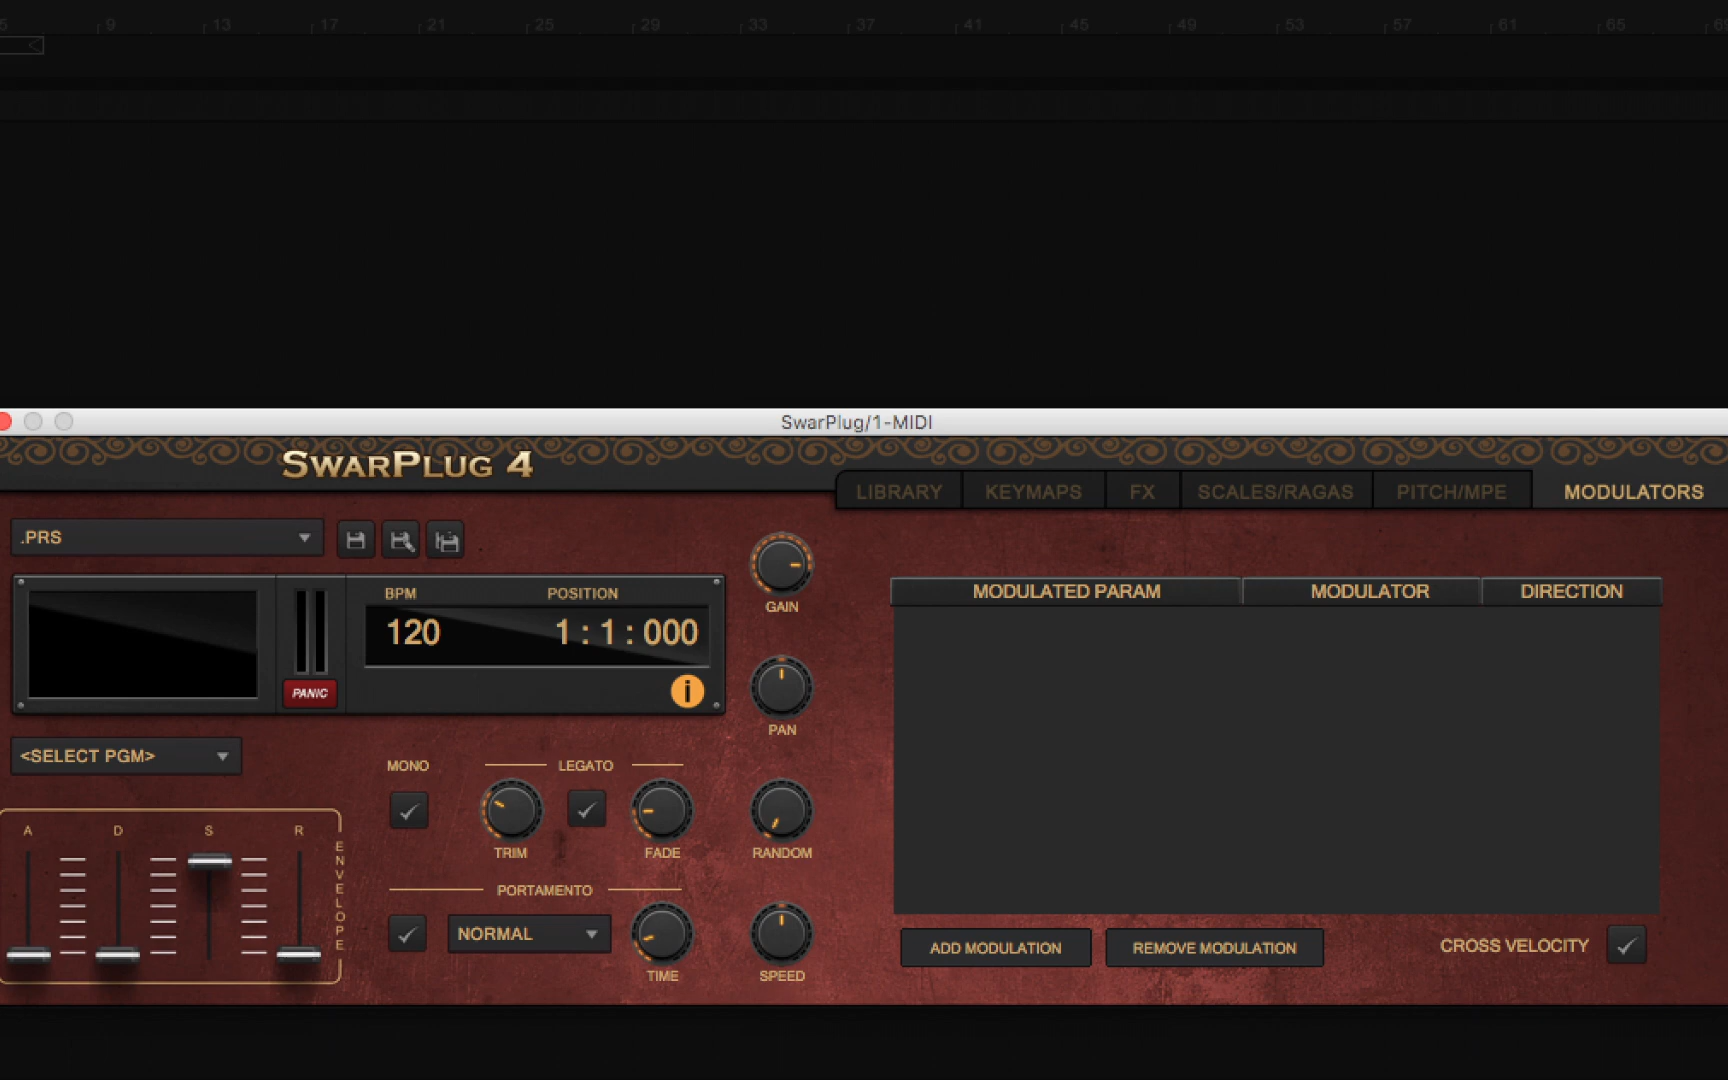 9 13 17 21 25 29 33 37 41 45 49 53 57 61 65
SwarPlug/1-MIDI
SWARPLUG 4
LIBRARY KEYMAPS FX SCALES/RAGAS PITCH/MPE MODULATORS
.PRS
GAIN
BPM POSITION
120 1:1:000
PANIC
i
PAN
MODULATED PARAM MODULATOR DIRECTION
<SELECT PGM>
MONO LEGATO
TRIM FADE RANDOM
A D S R
ENVELOPE
PORTAMENTO
NORMAL
TIME SPEED
ADD MODULATION REMOVE MODULATION CROSS VELOCITY